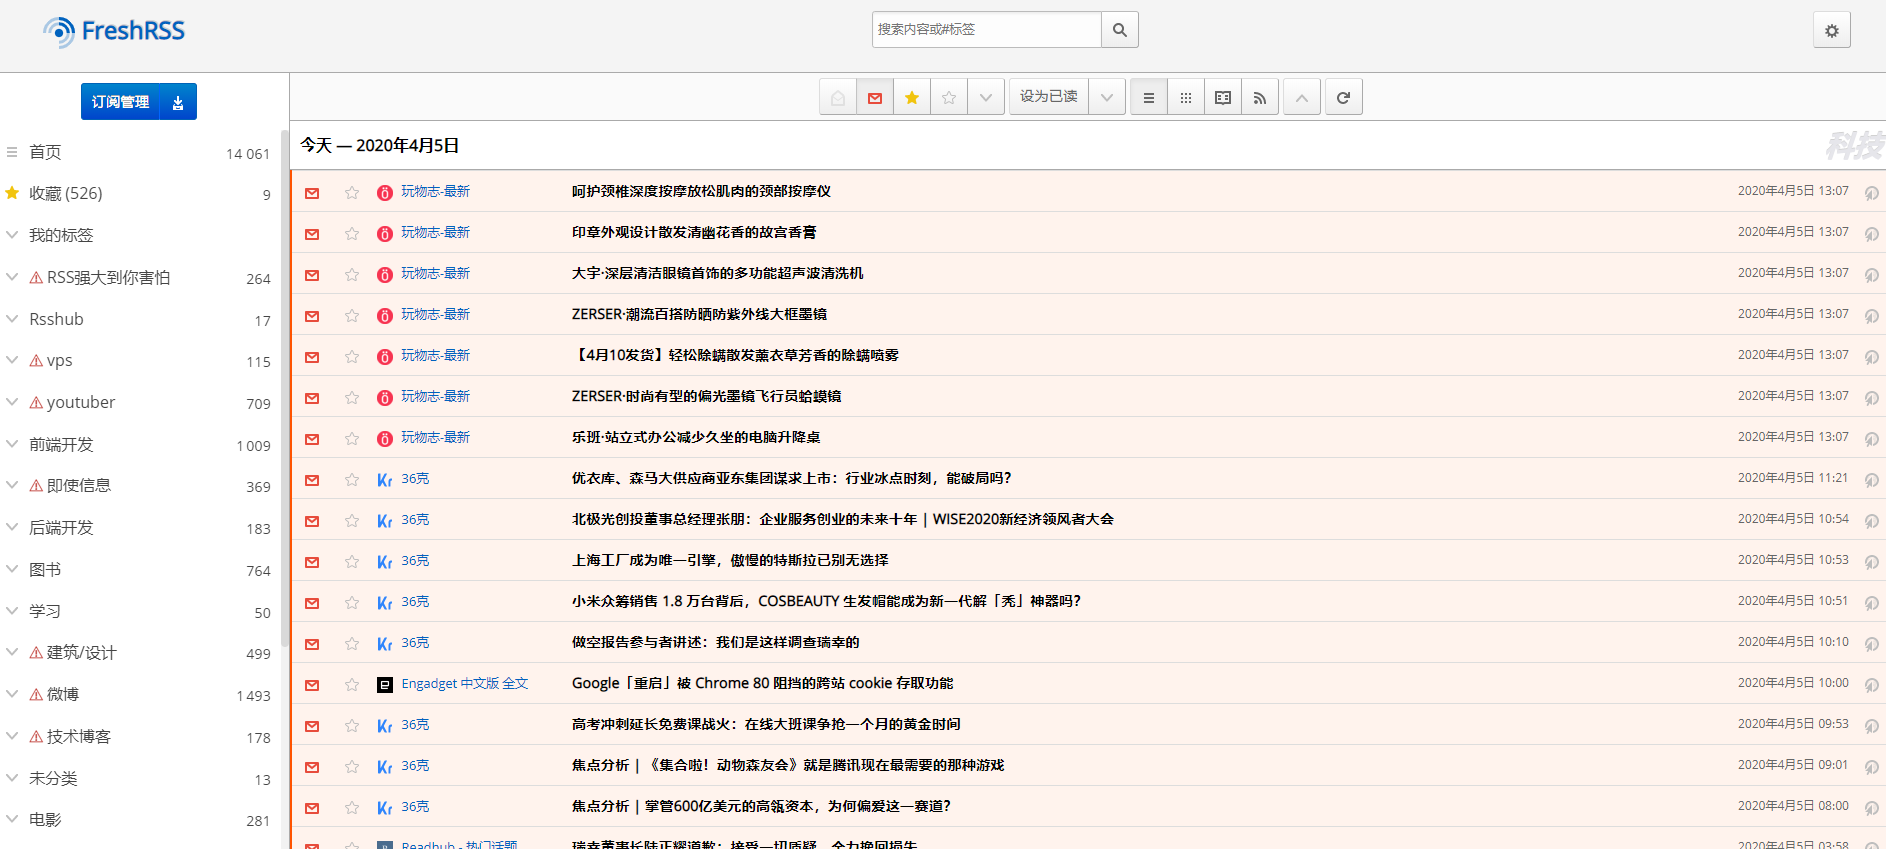 FreshRSS
搜索内容或#标签
订阅管理
设为已读
首页 14 061
收藏 (526) 9
我的标签
RSS强大到你害怕 264
Rsshub 17
vps 115
youtuber 709
前端开发 1 009
即使信息 369
后端开发 183
图书 764
学习 50
建筑/设计 499
微博 1 493
技术博客 178
未分类 13
电影 281
今天 — 2020年4月5日 科技
玩物志-最新 呵护颈椎深度按摩放松肌肉的颈部按摩仪 2020年4月5日 13:07
玩物志-最新 印章外观设计散发清幽花香的故宫香膏 2020年4月5日 13:07
玩物志-最新 大宇·深层清洁眼镜首饰的多功能超声波清洗机 2020年4月5日 13:07
玩物志-最新 ZERSER·潮流百搭防晒防紫外线大框墨镜 2020年4月5日 13:07
玩物志-最新 【4月10发货】轻松除螨散发薰衣草芳香的除螨喷雾 2020年4月5日 13:07
玩物志-最新 ZERSER·时尚有型的偏光墨镜飞行员蛤蟆镜 2020年4月5日 13:07
玩物志-最新 乐班·站立式办公减少久坐的电脑升降桌 2020年4月5日 13:07
36克 优衣库、森马大供应商亚东集团谋求上市：行业冰点时刻，能破局吗？ 2020年4月5日 11:21
36克 北极光创投董事总经理张朋：企业服务创业的未来十年 | WISE2020新经济领风者大会 2020年4月5日 10:54
36克 上海工厂成为唯一引擎，傲慢的特斯拉已别无选择 2020年4月5日 10:53
36克 小米众筹销售 1.8 万台背后，COSBEAUTY 生发帽能成为新一代解「秃」神器吗？ 2020年4月5日 10:51
36克 做空报告参与者讲述：我们是这样调查瑞幸的 2020年4月5日 10:10
Engadget 中文版 全文 Google「重启」被 Chrome 80 阻挡的跨站 cookie 存取功能 2020年4月5日 10:00
36克 高考冲刺延长免费课战火：在线大班课争抢一个月的黄金时间 2020年4月5日 09:53
36克 焦点分析 | 《集合啦！动物森友会》就是腾讯现在最需要的那种游戏 2020年4月5日 09:01
36克 焦点分析 | 掌管600亿美元的高瓴资本，为何偏爱这一赛道？ 2020年4月5日 08:00
Readhub - 热门话题 瑞幸董事长陆正耀道歉：接受一切质疑，全力挽回损失 2020年4月5日 03:58